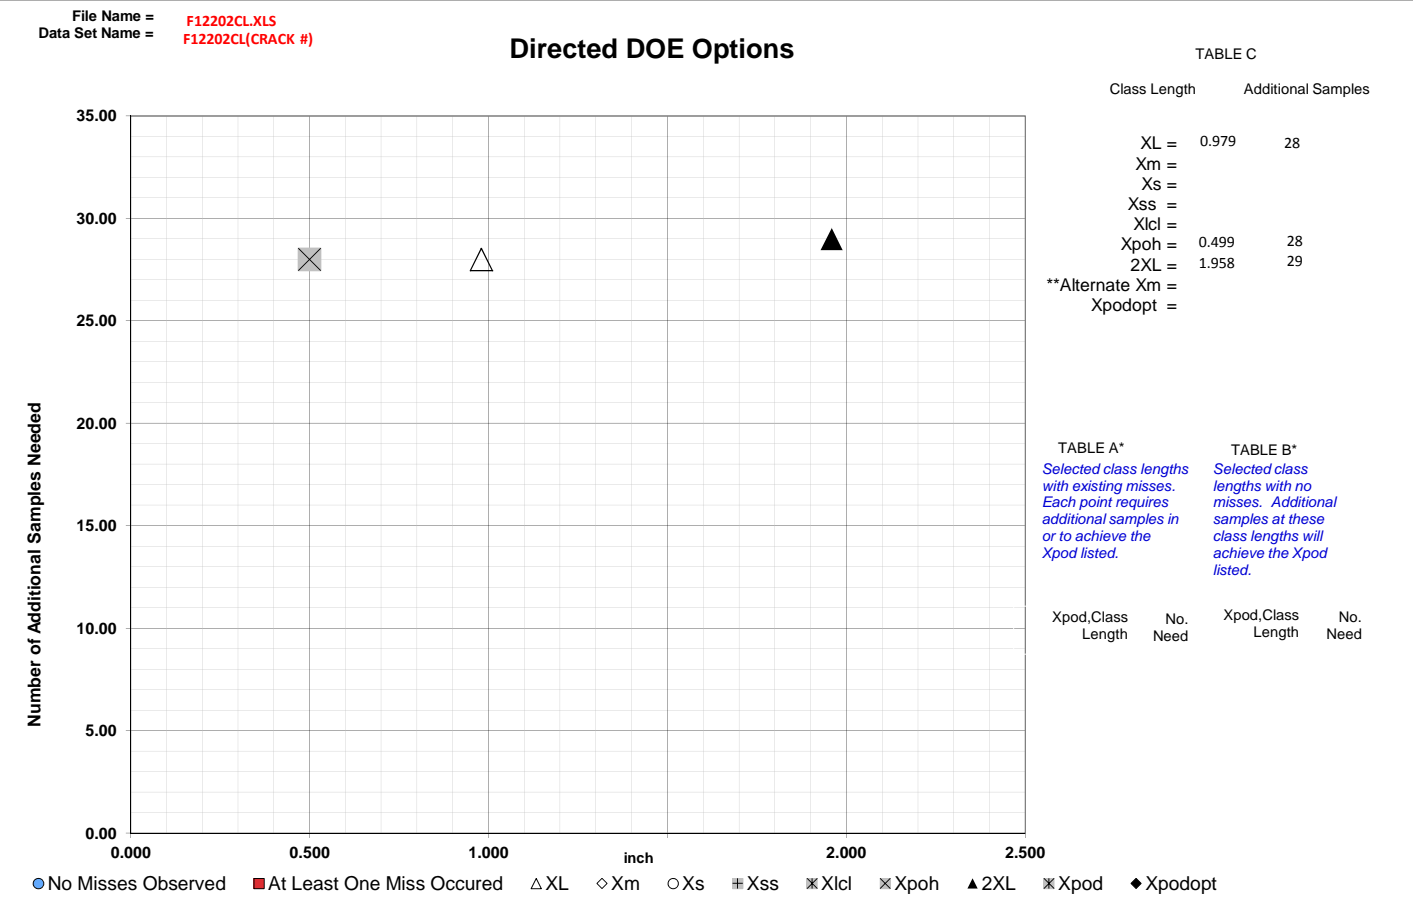 File Name =
F12202CL.XLS
Data Set Name =
F12202CL(CRACK #)
Directed DOE Options
TABLE C
Class Length Additional Samples
XL = 0.979 28
Xm =
Xs =
Xss =
Xlcl =
Xpoh = 0.499 28
2XL = 1.958 29
**Alternate Xm =
Xpodopt =
35.00
30.00
25.00
20.00
15.00
10.00
5.00
0.00
Number of Additional Samples Needed
0.000 0.500 1.000 2.000 2.500
inch
TABLE A*
Selected class lengths
with existing misses.
Each point requires
additional samples in
or to achieve the
Xpod listed.
TABLE B*
Selected class
lengths with no
misses. Additional
samples at these
class lengths will
achieve the Xpod
listed.
Xpod,Class
Length
No.
Need
Xpod,Class
Length
No.
Need
No Misses Observed At Least One Miss Occured XL Xm Xs Xss Xlcl Xpoh 2XL Xpod Xpodopt